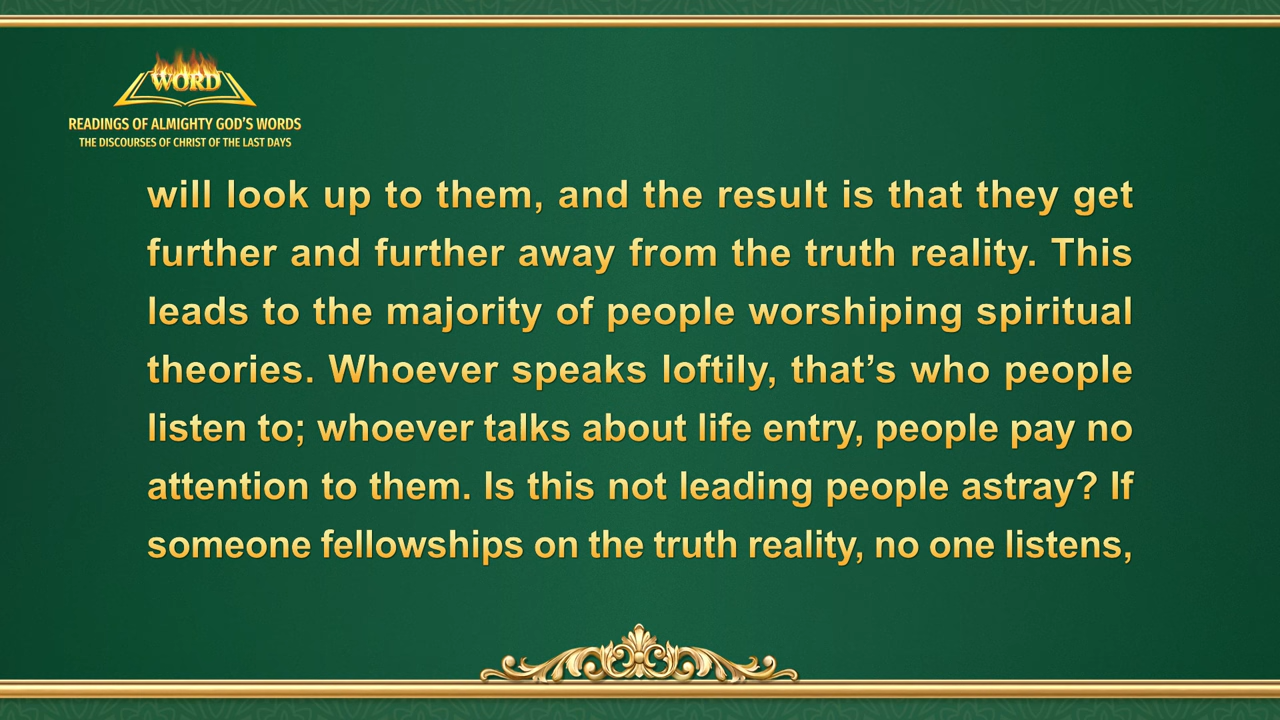 WORD
READINGS OF ALMIGHTY GOD'S WORDS
THE DISCOURSES OF CHRIST OF THE LAST DAYS
will look up to them, and the result is that they get
further and further away from the truth reality. This
leads to the majority of people worshiping spiritual
theories. Whoever speaks loftily, that’s who people
listen to; whoever talks about life entry, people pay no
attention to them. Is this not leading people astray? If
someone fellowships on the truth reality, no one listens,